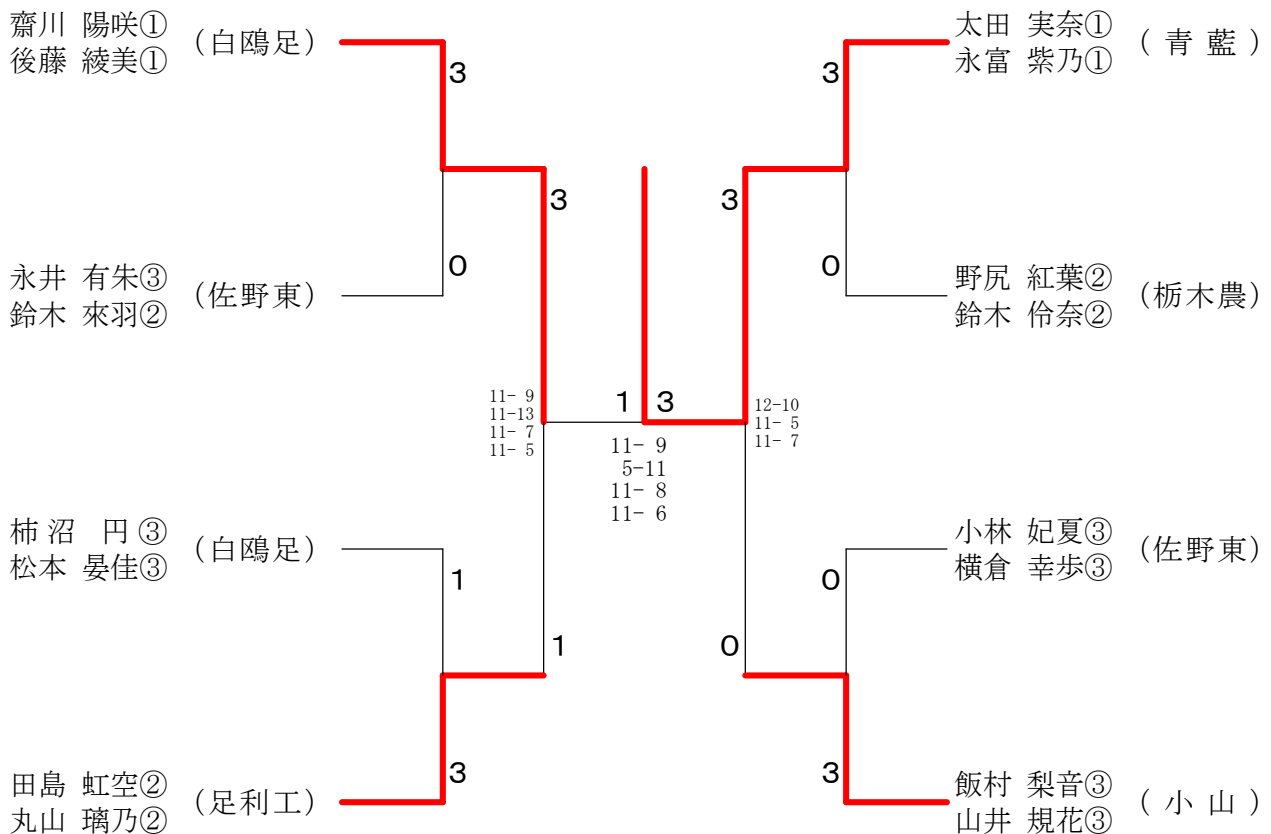 齋川 陽咲①
後藤 綾美①
(白鴎足)
3
太田 実奈①
永富 紫乃①
(青藍)
3
3
3
永井 有朱③
鈴木 來羽②
(佐野東)
0
野尻 紅葉②
鈴木 伶奈②
(栃木農)
0
11- 9
11-13
11- 7
11- 5
1 3
11- 9
5-11
11- 8
11- 6
12-10
11- 5
11- 7
柿沼 円③
松本 晏佳③
(白鴎足)
1
小林 妃夏③
横倉 幸歩③
(佐野東)
0
1
0
田島 虹空②
丸山 璃乃②
(足利工)
3
飯村 梨音③
山井 規花③
(小山)
3